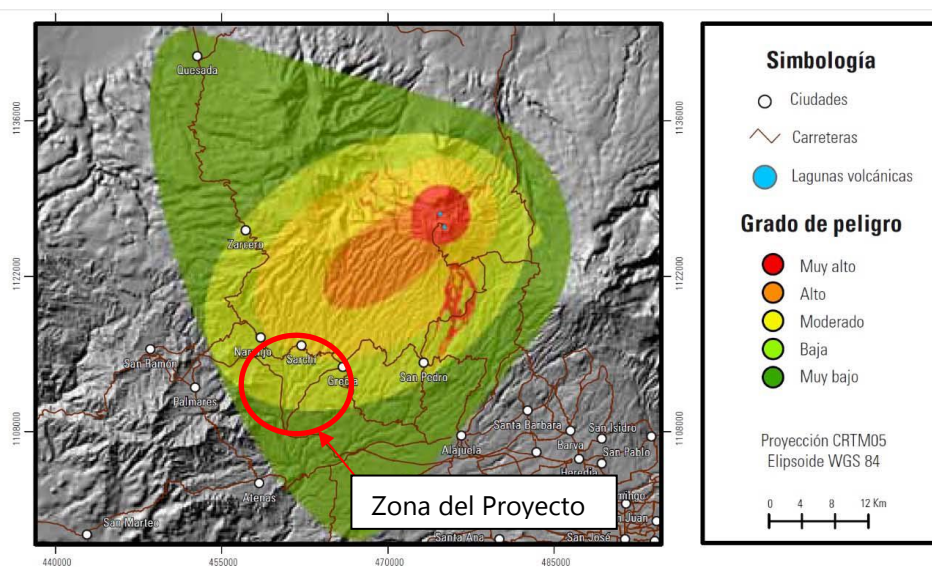 Quesada
Zarcero
Naranjo
Sarchí
San Ramón
Grecia
San Pedro
Palmares
Santa Bárbara
San Isidro
Barva
Alajuela
San Pablo
Heredia
Atenas
San Mateo
Santa Ana
San José
Zona del Proyecto
1136000
1122000
1108000
1136000
1122000
1108000
440000
455000
470000
485000
Simbología
Ciudades
Carreteras
Lagunas volcánicas
Grado de peligro
Muy alto
Alto
Moderado
Baja
Muy bajo
Proyección CRTM05
Elipsoide WGS 84
0 4 8 12 Km